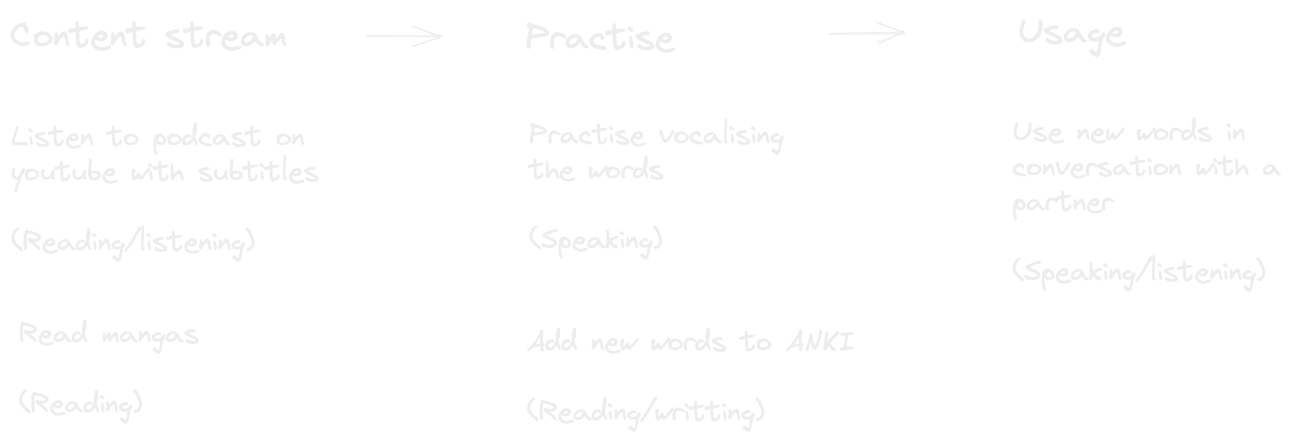 Content stream
Practise
Usage
Listen to podcast on
youtube with subtitles
(Reading/listening)
Read mangas
(Reading)
Practise vocalising
the words
(Speaking)
Add new words to ANKI
(Reading/writting)
Use new words in
conversation with a
partner
(Speaking/listening)